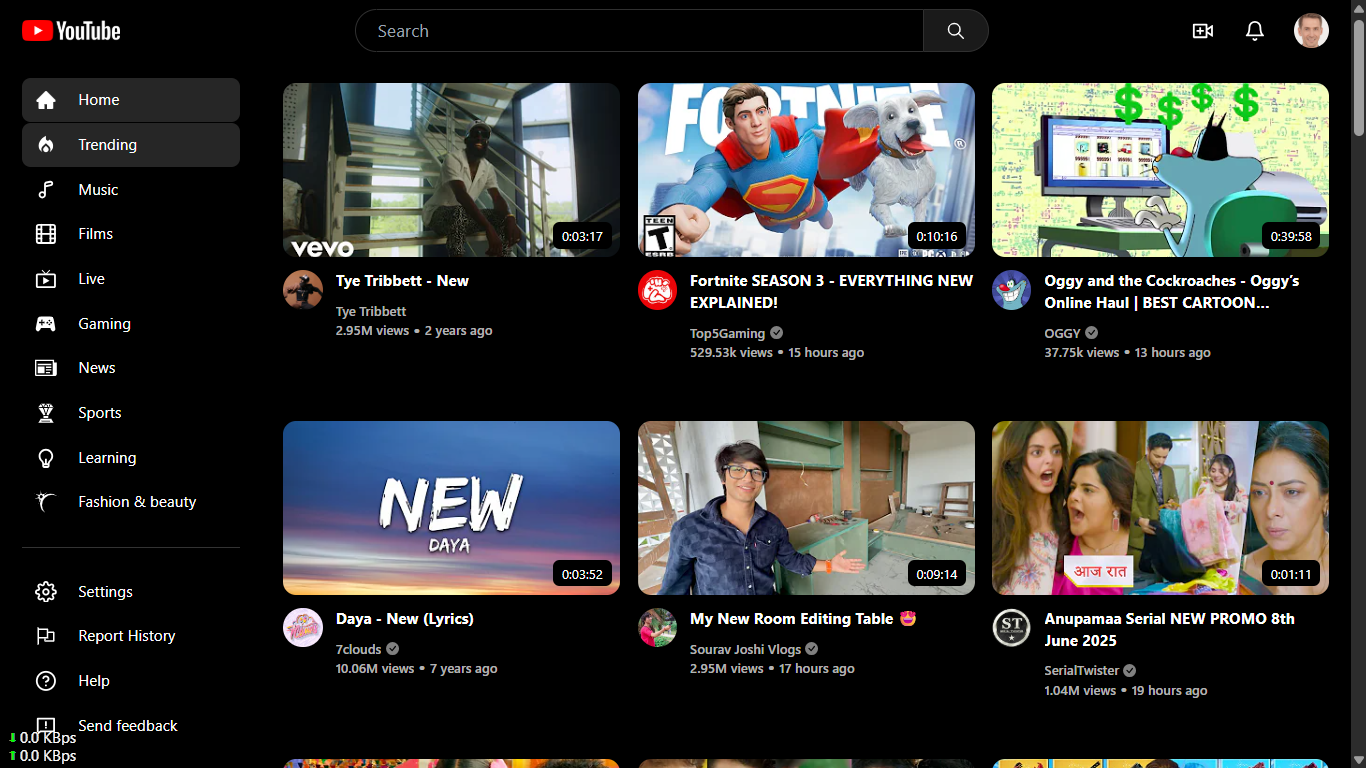 YouTube
Search
Home
Trending
Music
Films
Live
Gaming
News
Sports
Learning
Fashion & beauty
Settings
Report History
Help
Send feedback
0.0 KBps
0.0 KBps
vevo
0:03:17
Tye Tribbett - New
Tye Tribbett
2.95M views • 2 years ago
FORTNITE
®
TEEN
T
ESRB
0:10:16
Fortnite SEASON 3 - EVERYTHING NEW
EXPLAINED!
Top5Gaming
529.53k views • 15 hours ago
$ $ $ $
0:39:58
Oggy and the Cockroaches - Oggy’s
Online Haul | BEST CARTOON...
OGGY
37.75k views • 13 hours ago
NEW
DAYA
0:03:52
Daya - New (Lyrics)
7clouds
10.06M views • 7 years ago
0:09:14
My New Room Editing Table 🤩
Sourav Joshi Vlogs
2.95M views • 17 hours ago
आज रात
0:01:11
ST
Anupamaa Serial NEW PROMO 8th
June 2025
SerialTwister
1.04M views • 19 hours ago